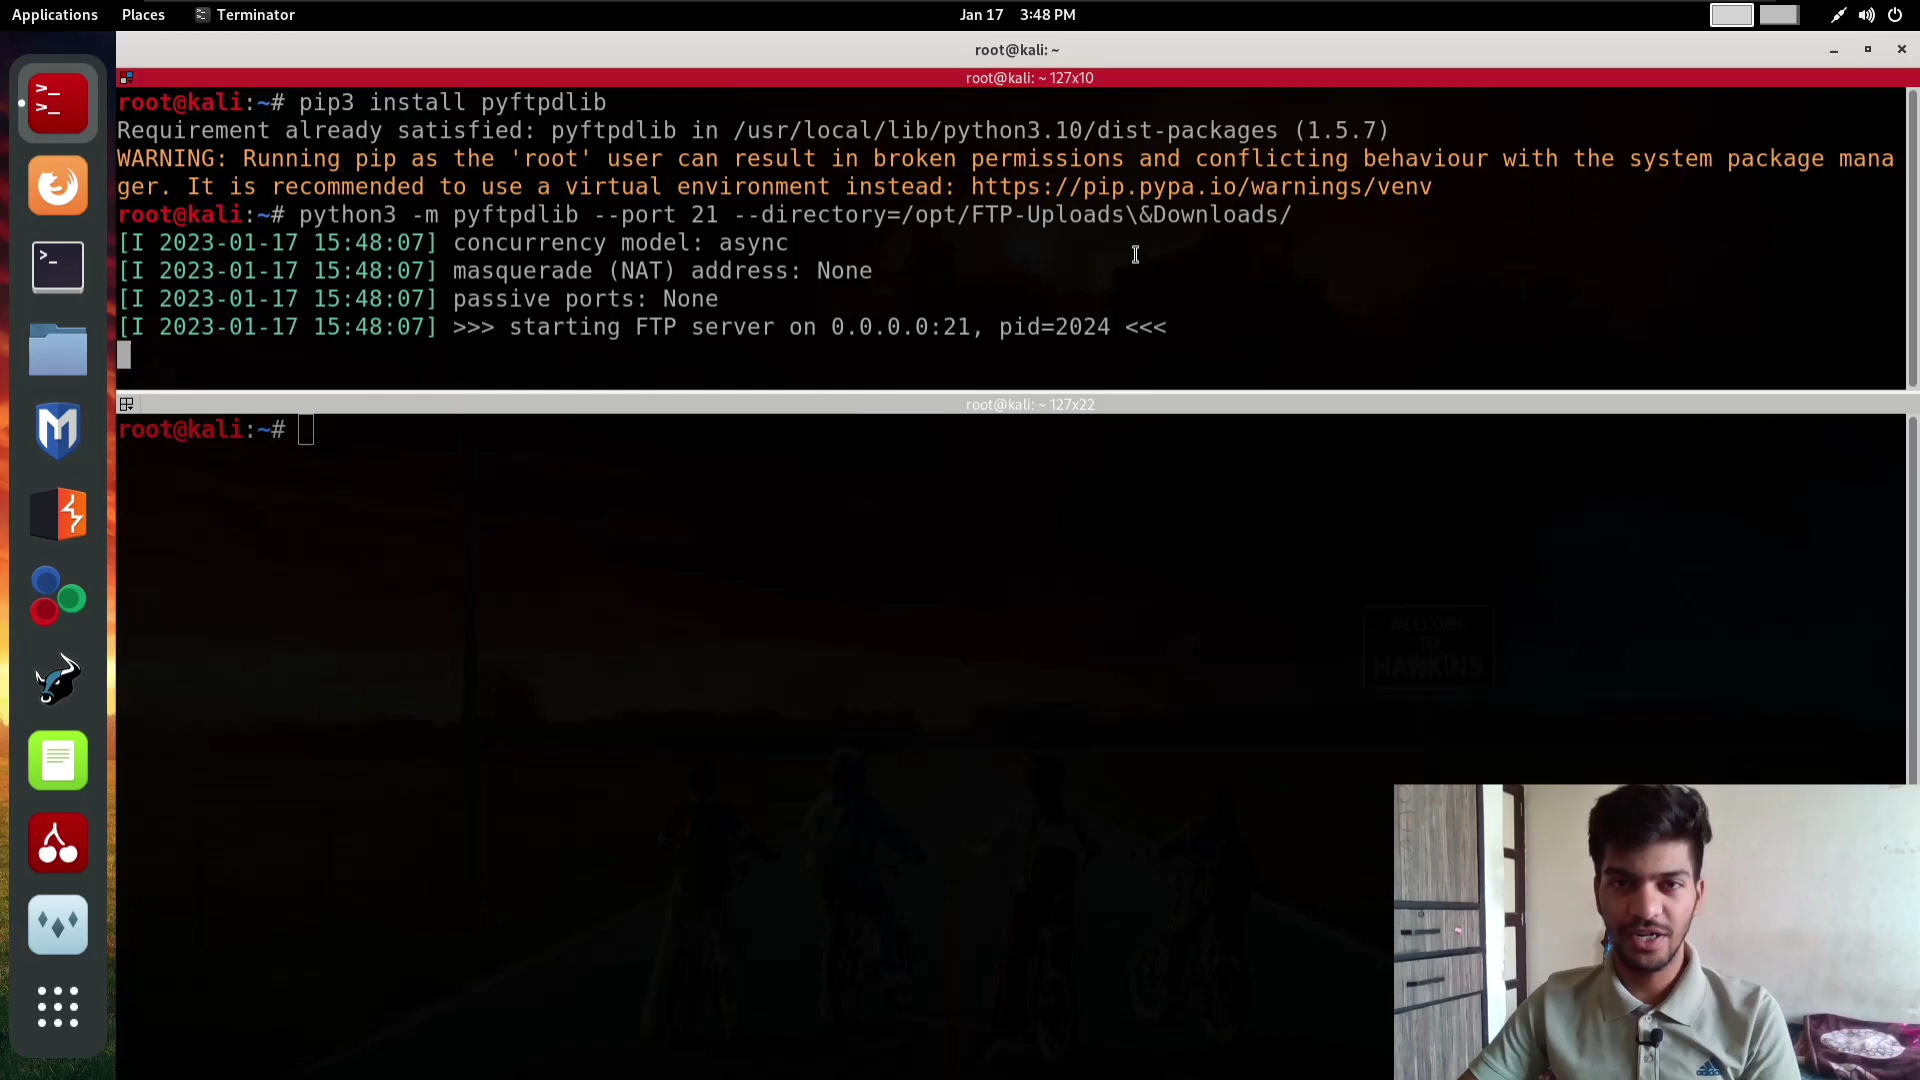 Applications Places Terminator Jan 17 3:48 PM
root@kali: ~
root@kali: ~ 127x10
root@kali:~# pip3 install pyftpdlib
Requirement already satisfied: pyftpdlib in /usr/local/lib/python3.10/dist-packages (1.5.7)
WARNING: Running pip as the 'root' user can result in broken permissions and conflicting behaviour with the system package mana
ger. It is recommended to use a virtual environment instead: https://pip.pypa.io/warnings/venv
root@kali:~# python3 -m pyftpdlib --port 21 --directory=/opt/FTP-Uploads\&Downloads/
[I 2023-01-17 15:48:07] concurrency model: async
[I 2023-01-17 15:48:07] masquerade (NAT) address: None
[I 2023-01-17 15:48:07] passive ports: None
[I 2023-01-17 15:48:07] >>> starting FTP server on 0.0.0.0:21, pid=2024 <<<
root@kali: ~ 127x22
root@kali:~#
WELCOME
TO
HAWKINS